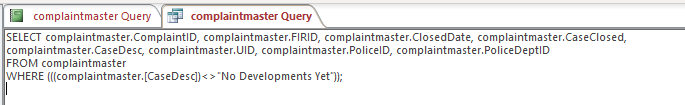 complaintmaster Query complaintmaster Query
SELECT complaintmaster.ComplaintID, complaintmaster.FIRID, complaintmaster.ClosedDate, complaintmaster.CaseClosed,
complaintmaster.CaseDesc, complaintmaster.UID, complaintmaster.PoliceID, complaintmaster.PoliceDeptID
FROM complaintmaster
WHERE (((complaintmaster.[CaseDesc])<>"No Developments Yet"));